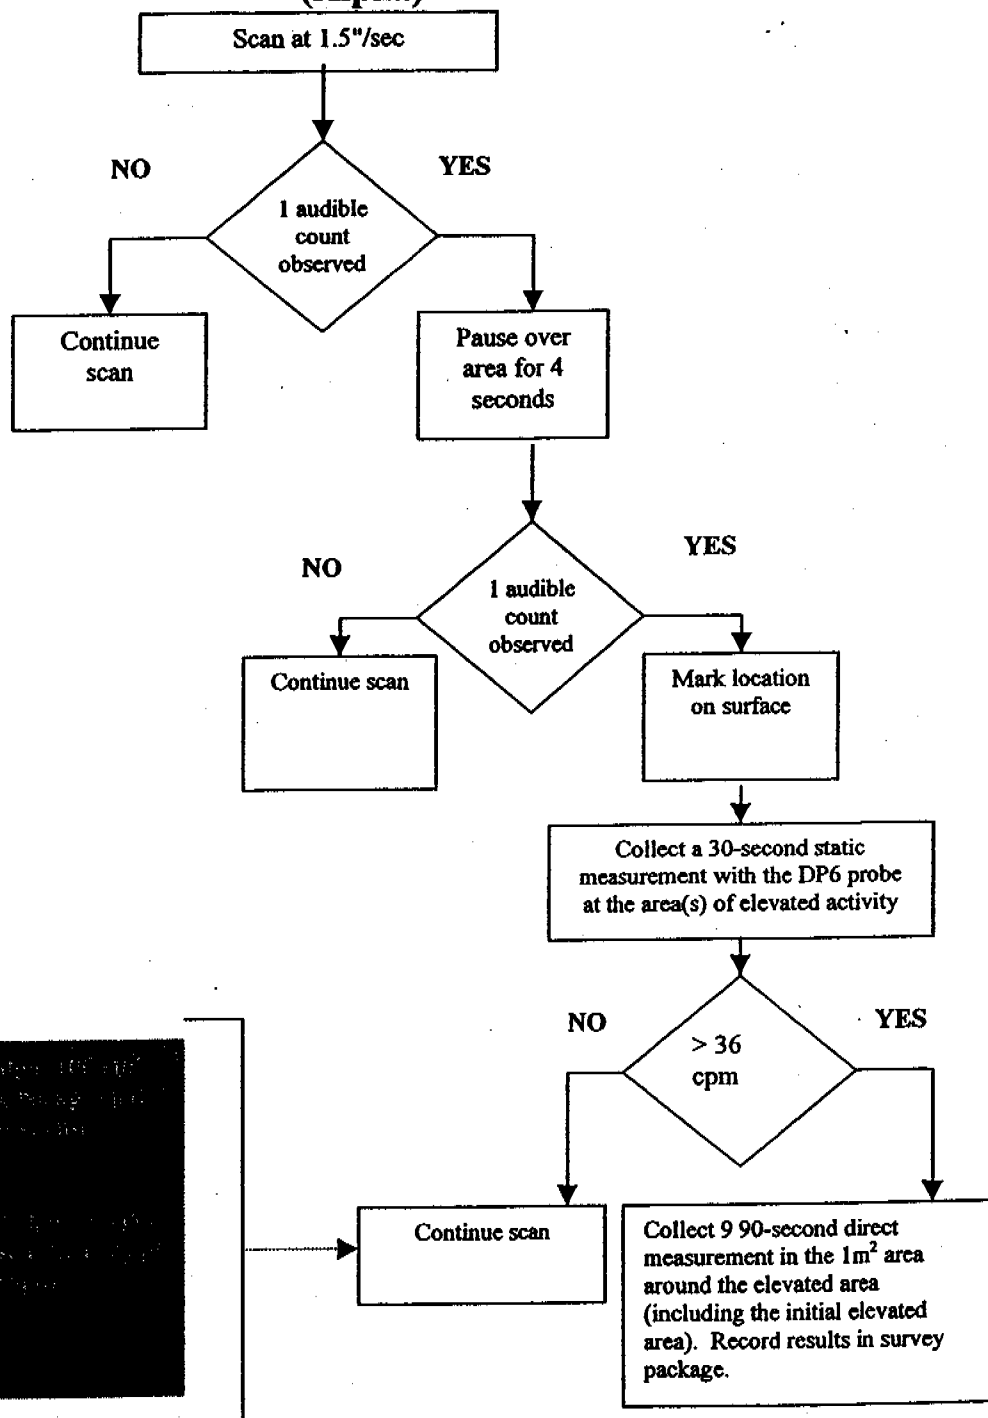 Scan at 1.5"/sec
NO
YES
1 audible
count
observed
Continue
scan
Pause over
area for 4
seconds
NO
YES
1 audible
count
observed
Continue scan
Mark location
on surface
Collect a 30-second static
measurement with the DP6 probe
at the area(s) of elevated activity
NO
YES
> 36
cpm
Continue scan
Collect 9 90-second direct
measurement in the 1m² area
around the elevated area
(including the initial elevated
area). Record results in survey
package.